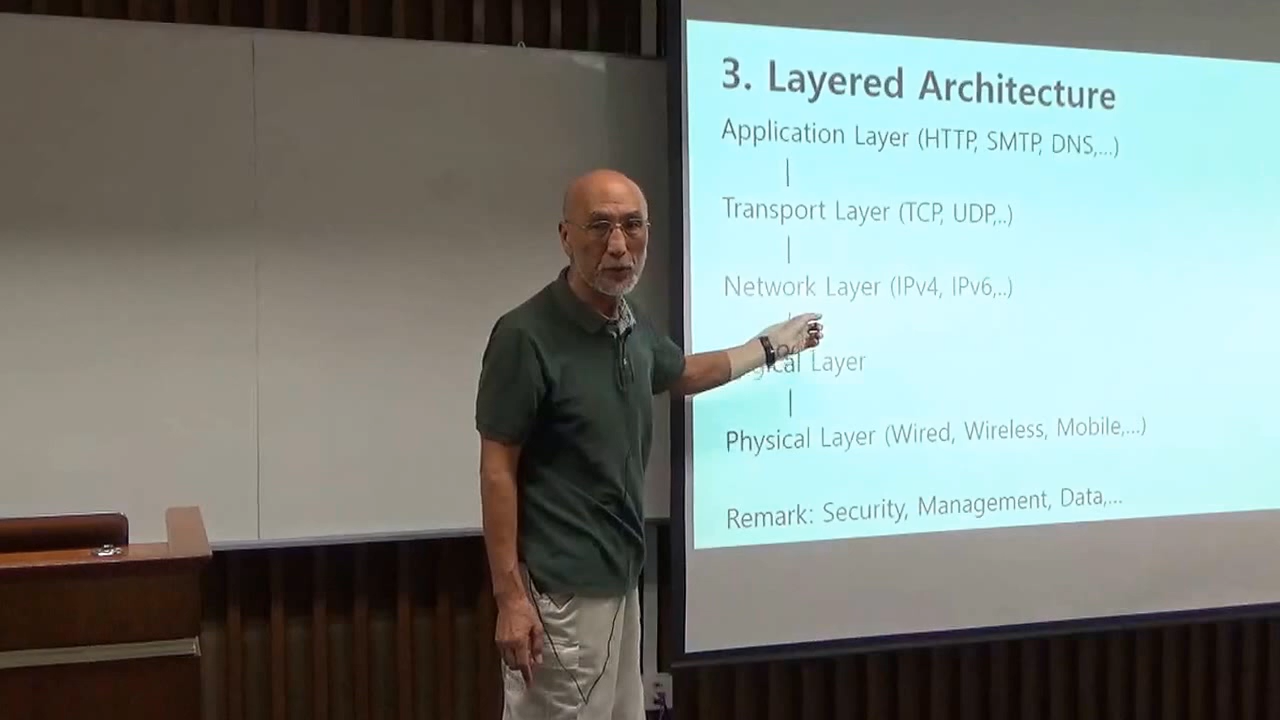 3. Layered Architecture
Application Layer (HTTP, SMTP, DNS,...)
Transport Layer (TCP, UDP,..)
Network Layer (IPv4, IPv6,..)
Layer
Physical Layer (Wired, Wireless, Mobile,...)
Remark: Security, Management, Data,...